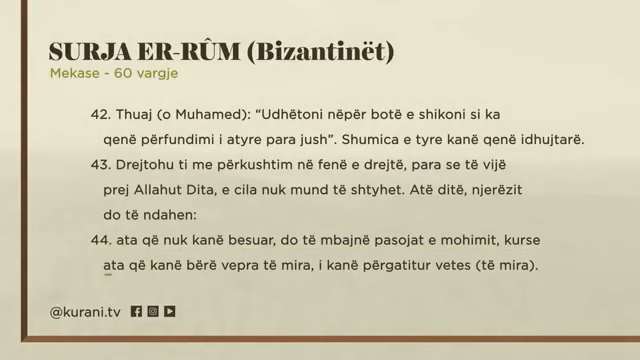 SURJA ER-RÛM (Bizantinët)
Mekase - 60 vargje
42. Thuaj (o Muhamed): “Udhëtoni nëpër botë e shikoni si ka
qenë përfundimi i atyre para jush”. Shumica e tyre kanë qenë idhujtarë.
43. Drejtohu ti me përkushtim në fenë e drejtë, para se të vijë
prej Allahut Dita, e cila nuk mund të shtyhet. Atë ditë, njerëzit
do të ndahen:
44. ata që nuk kanë besuar, do të mbajnë pasojat e mohimit, kurse
ata që kanë bërë vepra të mira, i kanë përgatitur vetes (të mira).
@kurani.tv